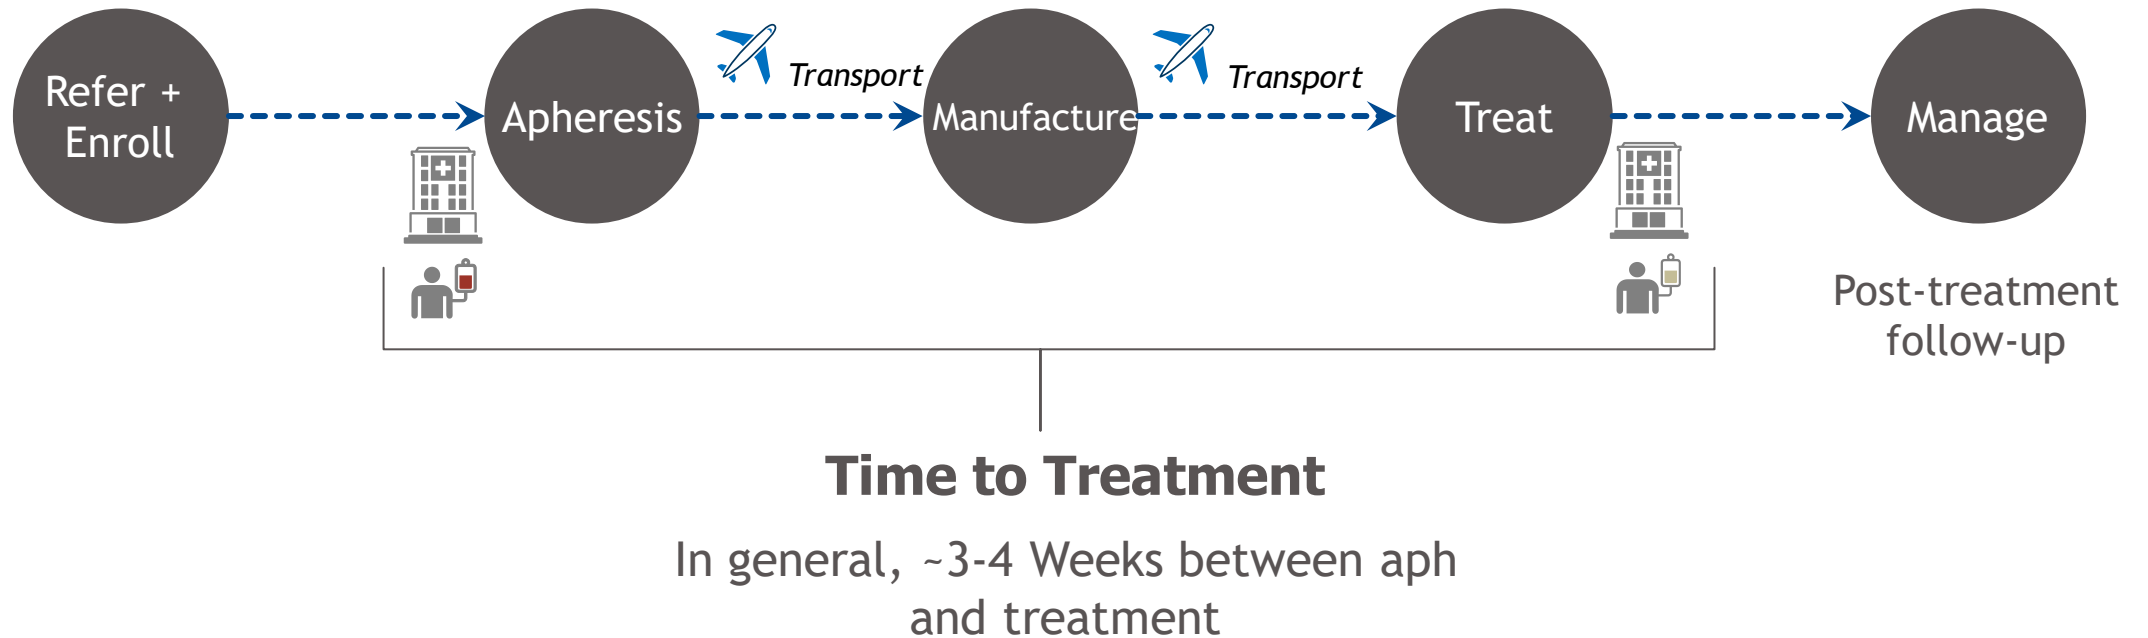 Refer +
Enroll
Apheresis
Transport
Manufacture
Transport
Treat
Manage
Post-treatment
follow-up
Time to Treatment
In general, ~3-4 Weeks between aph
and treatment